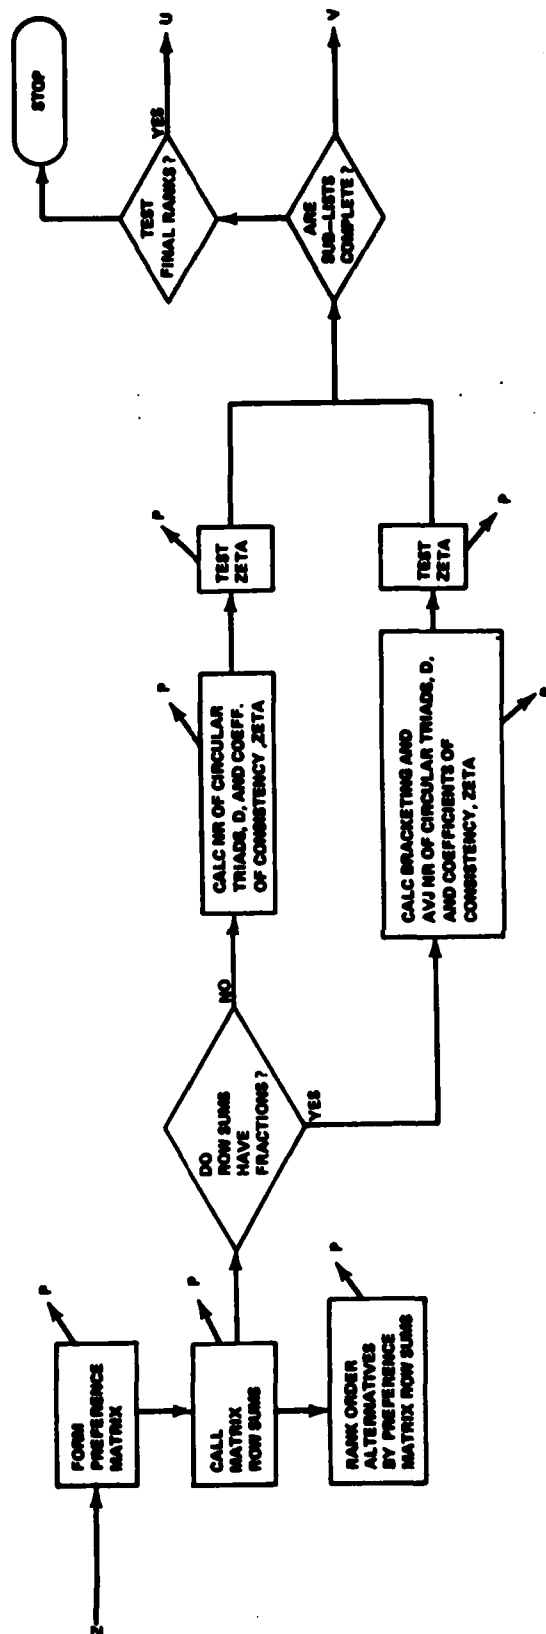 Z
FORM
PREFERENCE
MATRIX
P
CALL
MATRIX
ROW SUMS
P
RANK ORDER
ALTERNATIVES
BY PREFERENCE
MATRIX ROW SUMS
P
DO
ROW SUMS
HAVE
FRACTIONS ?
NO
YES
CALC NR OF CIRCULAR
TRIADS, D, AND COEFF.
OF CONSISTENCY ,ZETA
P
CALC BRACKETING AND
AVJ NR OF CIRCULAR TRIADS, D,
AND COEFFICIENTS OF
CONSISTENCY, ZETA
P
TEST
ZETA
P
TEST
ZETA
P
ARE
SUB-LISTS
COMPLETE ?
V
TEST
FINAL RANKS ?
YES
U
STOP